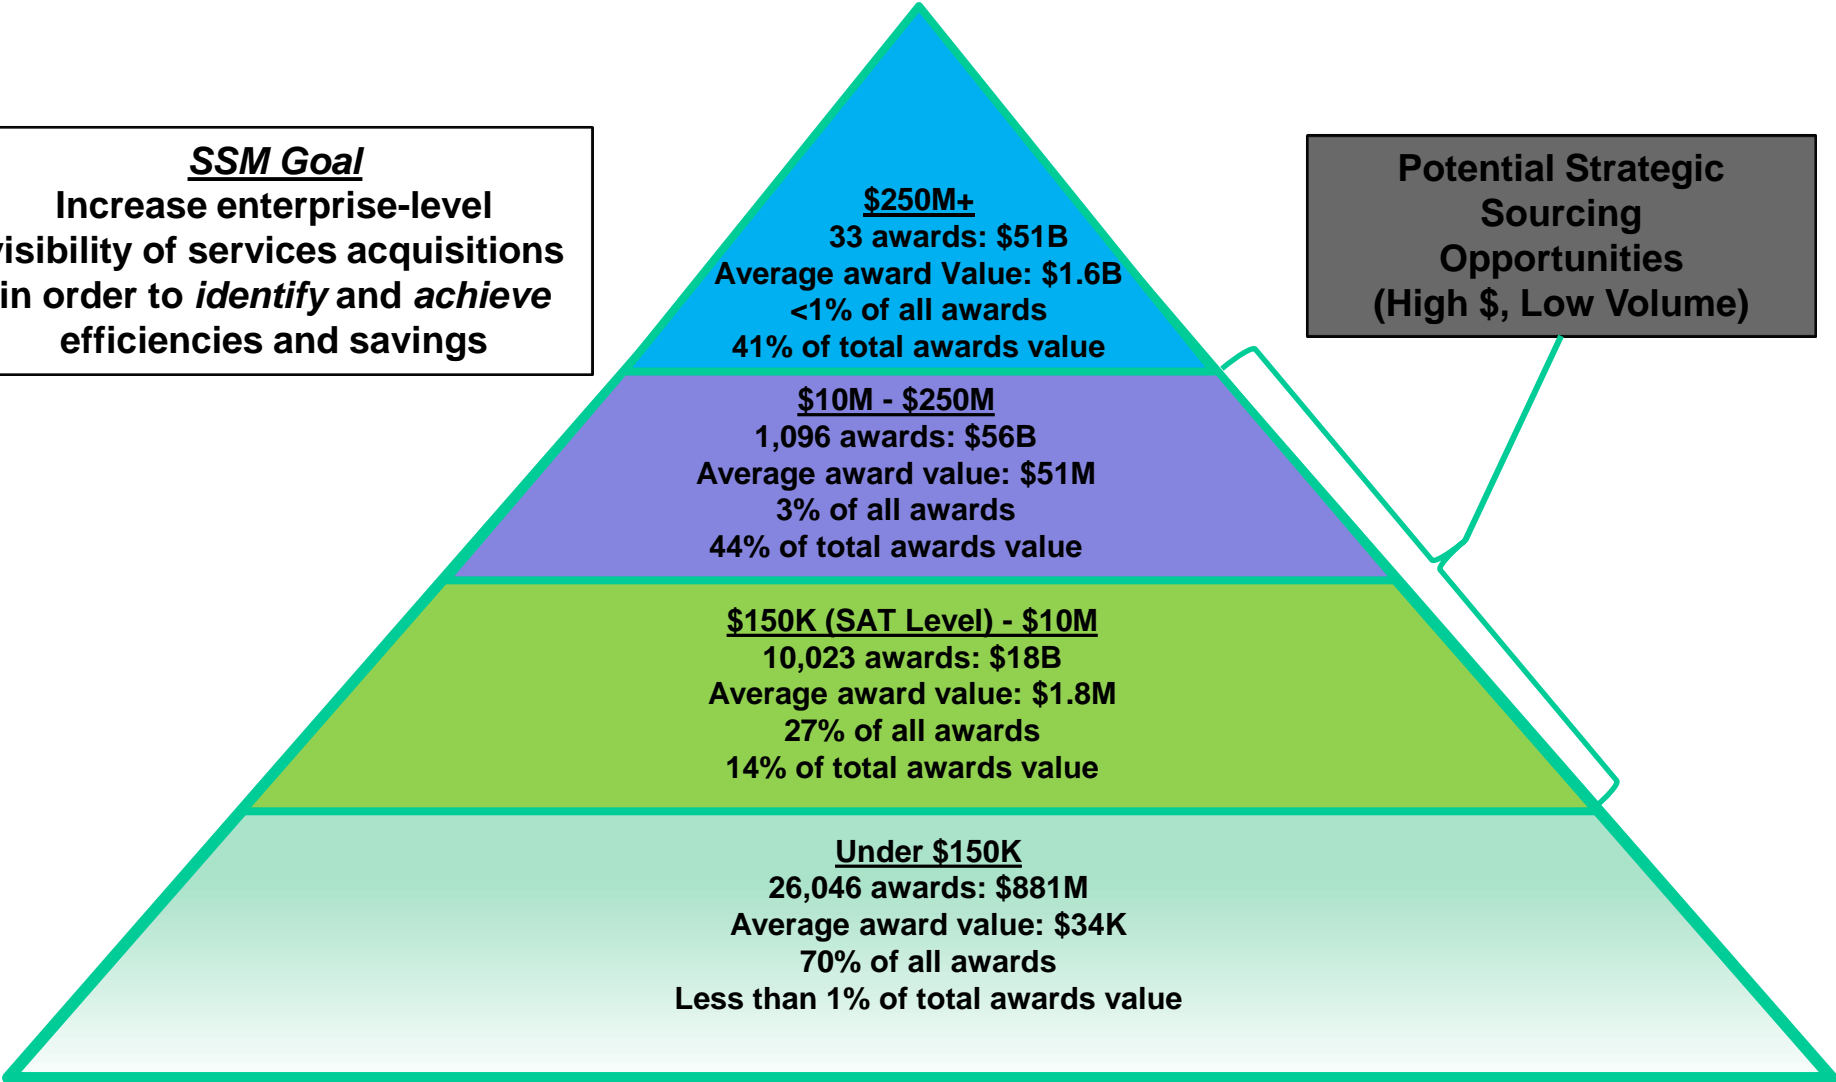 SSM Goal
Increase enterprise-level
visibility of services acquisitions
in order to identify and achieve
efficiencies and savings
$250M+
33 awards: $51B
Average award Value: $1.6B
<1% of all awards
41% of total awards value
Potential Strategic
Sourcing
Opportunities
(High $, Low Volume)
$10M - $250M
1,096 awards: $56B
Average award value: $51M
3% of all awards
44% of total awards value
$150K (SAT Level) - $10M
10,023 awards: $18B
Average award value: $1.8M
27% of all awards
14% of total awards value
Under $150K
26,046 awards: $881M
Average award value: $34K
70% of all awards
Less than 1% of total awards value